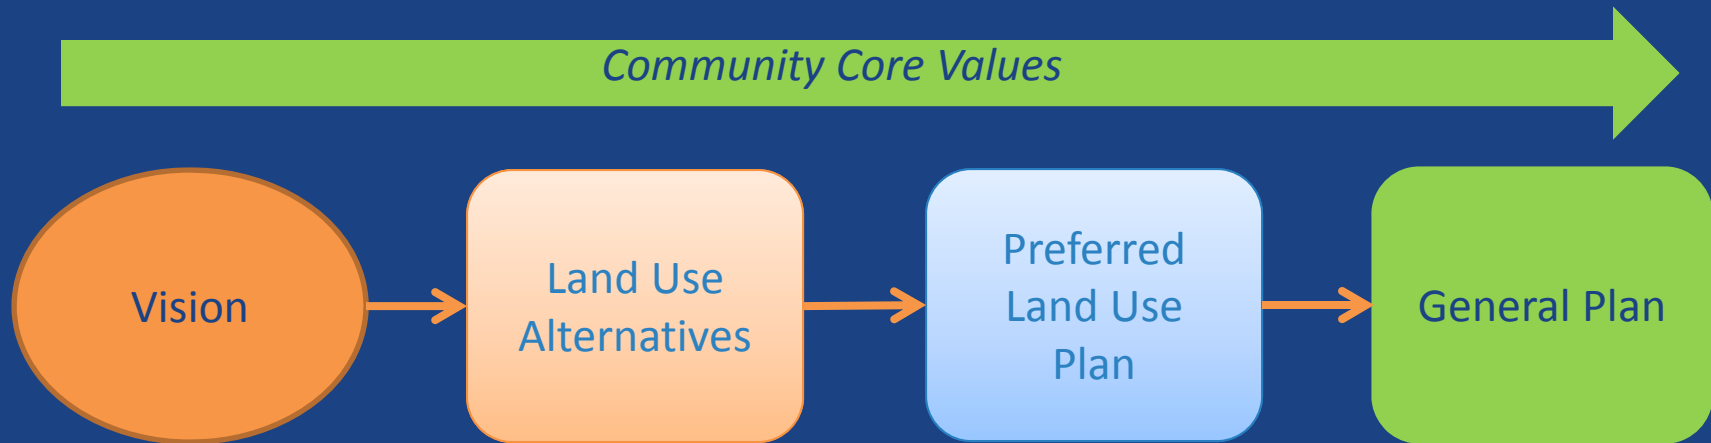 Community Core Values
Vision
Land Use
Alternatives
Preferred
Land Use
Plan
General Plan